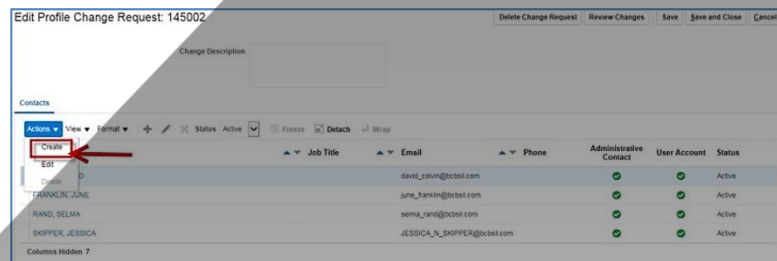 Edit Profile Change Request: 145002 Delete Change Request Review Changes Save Save and Close Cancel
Change Description
Contacts
Actions View Format States Active Freeze Detach Wrap
Create Job Title Email Phone Administrative Contact User Account Status
Edit
david_colvin@bcbsil.com Active
Delete
FRANKLIN, JUNE june_franklin@bcbsil.com Active
RAND, SELMA selma_rand@bcbsil.com Active
SKIPPER, JESSICA JESSICA_N_SKIPPER@bcbsil.com Active
Columns Hidden 7